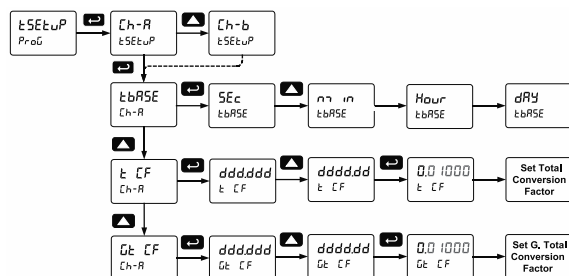 tSEtuP
ProG
Ch-A
tSEtuP
Ch-b
tSEtuP
tbASE
Ch-A
SEc
tbASE
min
tbASE
Hour
tbASE
dAY
tbASE
t CF
Ch-A
ddd.ddd
t CF
dddd.dd
t CF
0.01000
t CF
Set Total
Conversion
Factor
Gt CF
Ch-A
ddd.ddd
Gt CF
dddd.dd
Gt CF
0.01000
Gt CF
Set G. Total
Conversion
Factor